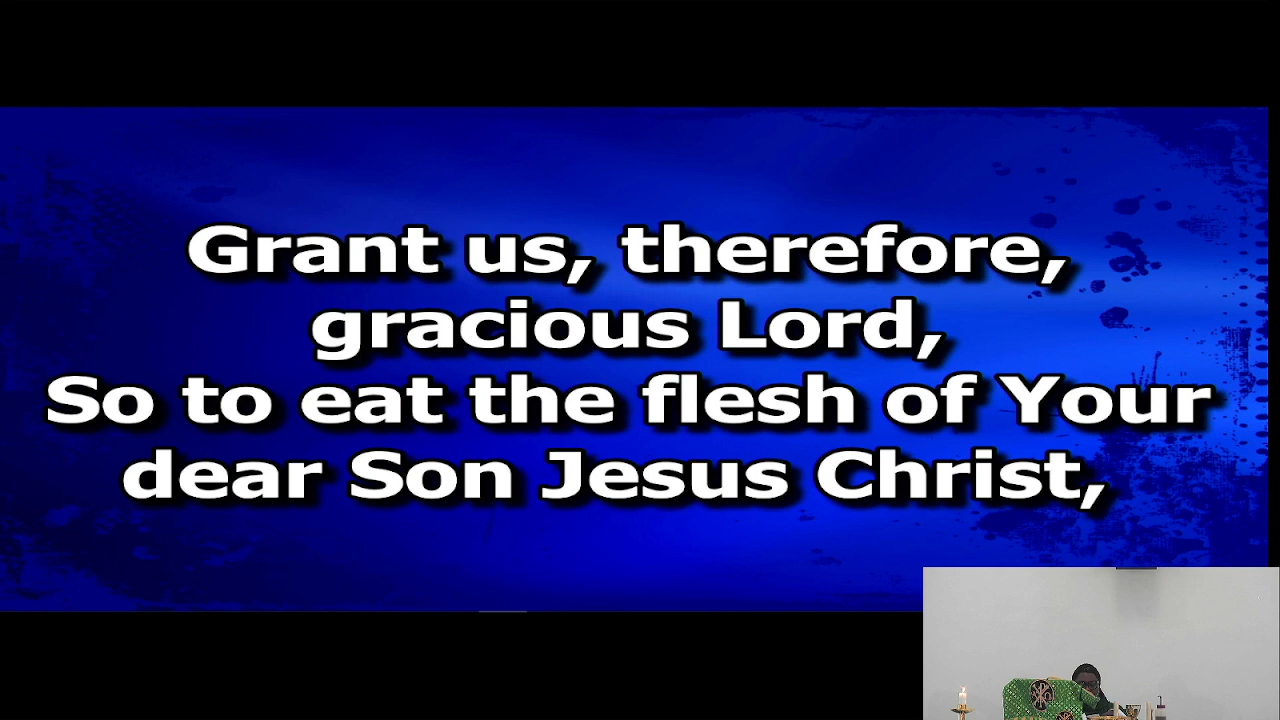 Grant us, therefore,
gracious Lord,
So to eat the flesh of Your
dear Son Jesus Christ,